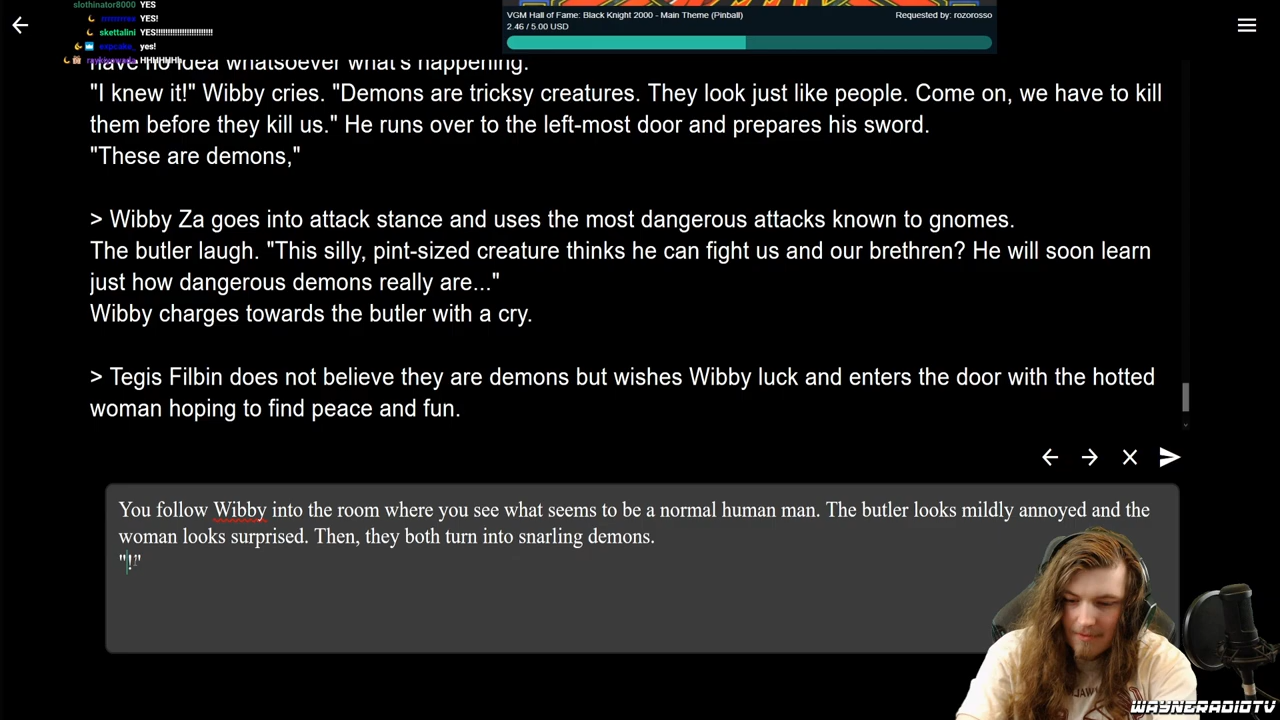 slothinator8000 YES
YES!
skettalini YES!!!!!!!!!!!!!!!!!!!!!!!!
expcake_ yes!
HHHHHH
VGM Hall of Fame: Black Knight 2000 - Main Theme (Pinball)
Requested by: rozorosso
2.46 / 5.00 USD
have no idea whatsoever what's happening.
"I knew it!" Wibby cries. "Demons are tricksy creatures. They look just like people. Come on, we have to kill
them before they kill us." He runs over to the left-most door and prepares his sword.
"These are demons,"
> Wibby Za goes into attack stance and uses the most dangerous attacks known to gnomes.
The butler laugh. "This silly, pint-sized creature thinks he can fight us and our brethren? He will soon learn
just how dangerous demons really are..."
Wibby charges towards the butler with a cry.
> Tegis Filbin does not believe they are demons but wishes Wibby luck and enters the door with the hotted
woman hoping to find peace and fun.
You follow Wibby into the room where you see what seems to be a normal human man. The butler looks mildly annoyed and the
woman looks surprised. Then, they both turn into snarling demons.
"!"
WAYNERADIOTV